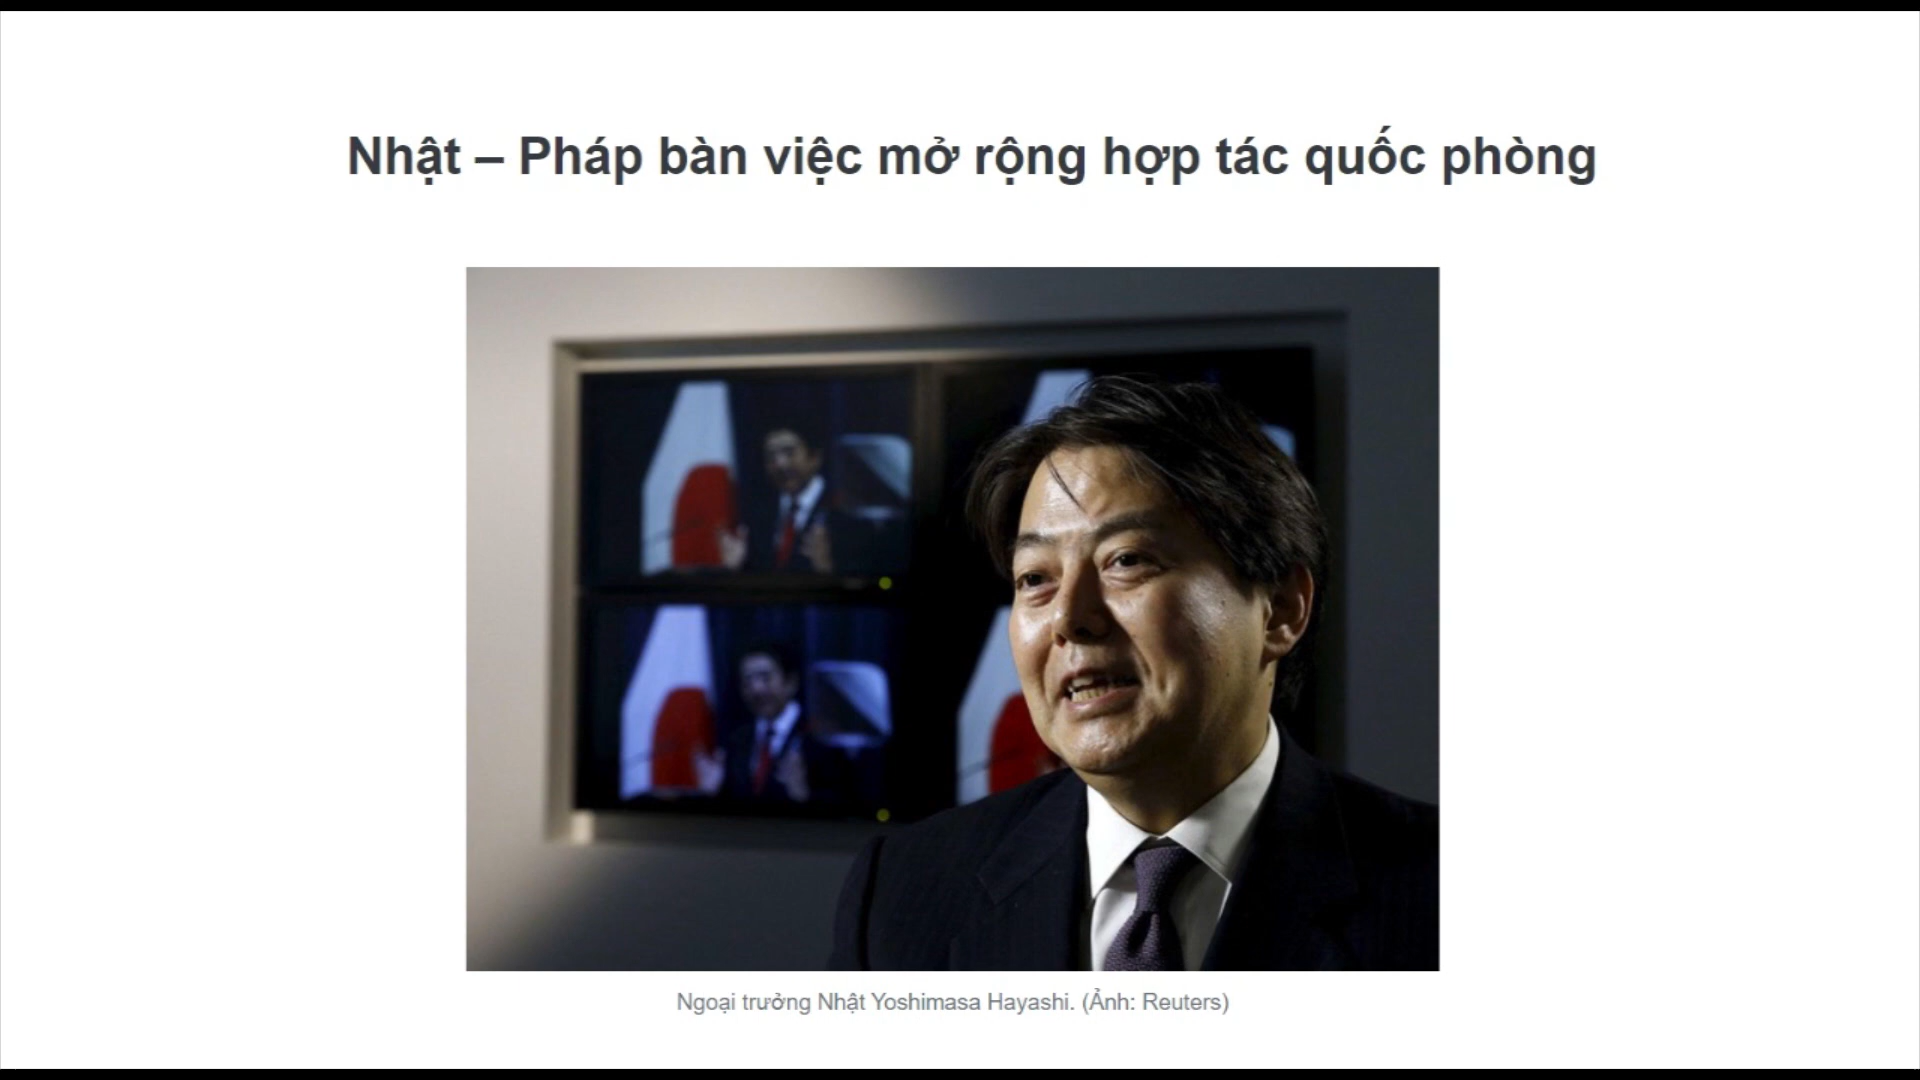 Nhật – Pháp bàn việc mở rộng hợp tác quốc phòng
Ngoại trưởng Nhật Yoshimasa Hayashi. (Ảnh: Reuters)